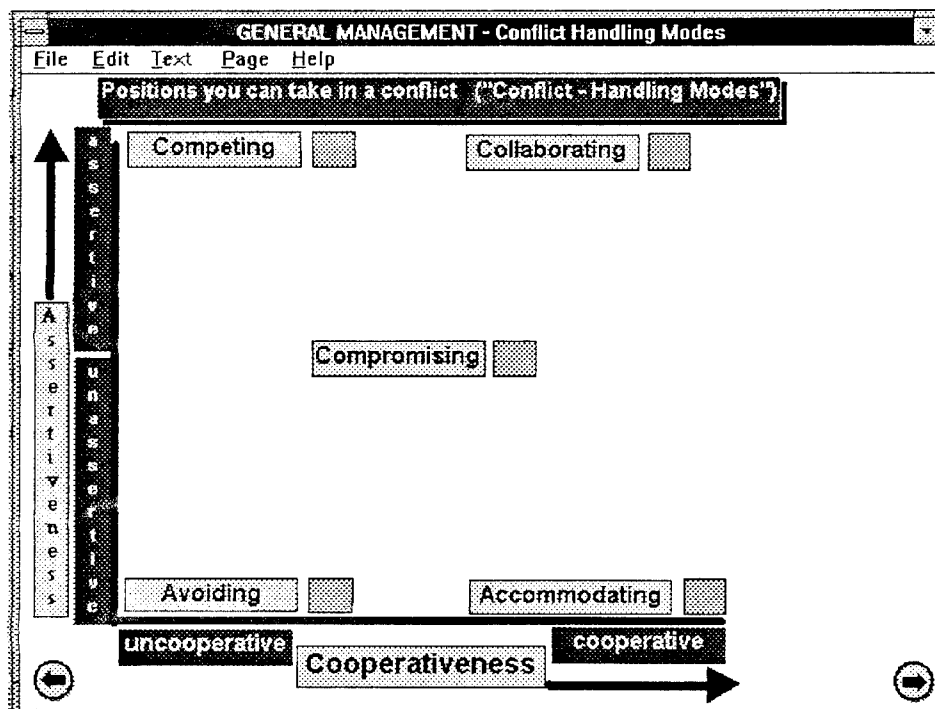 GENERAL MANAGEMENT - Conflict Handling Modes
File Edit Text Page Help
Positions you can take in a conflict ("Conflict - Handling Modes")
assertive
Competing
Collaborating
Assertiveness
Compromising
unassertive
Avoiding
Accommodating
uncooperative
cooperative
Cooperativeness